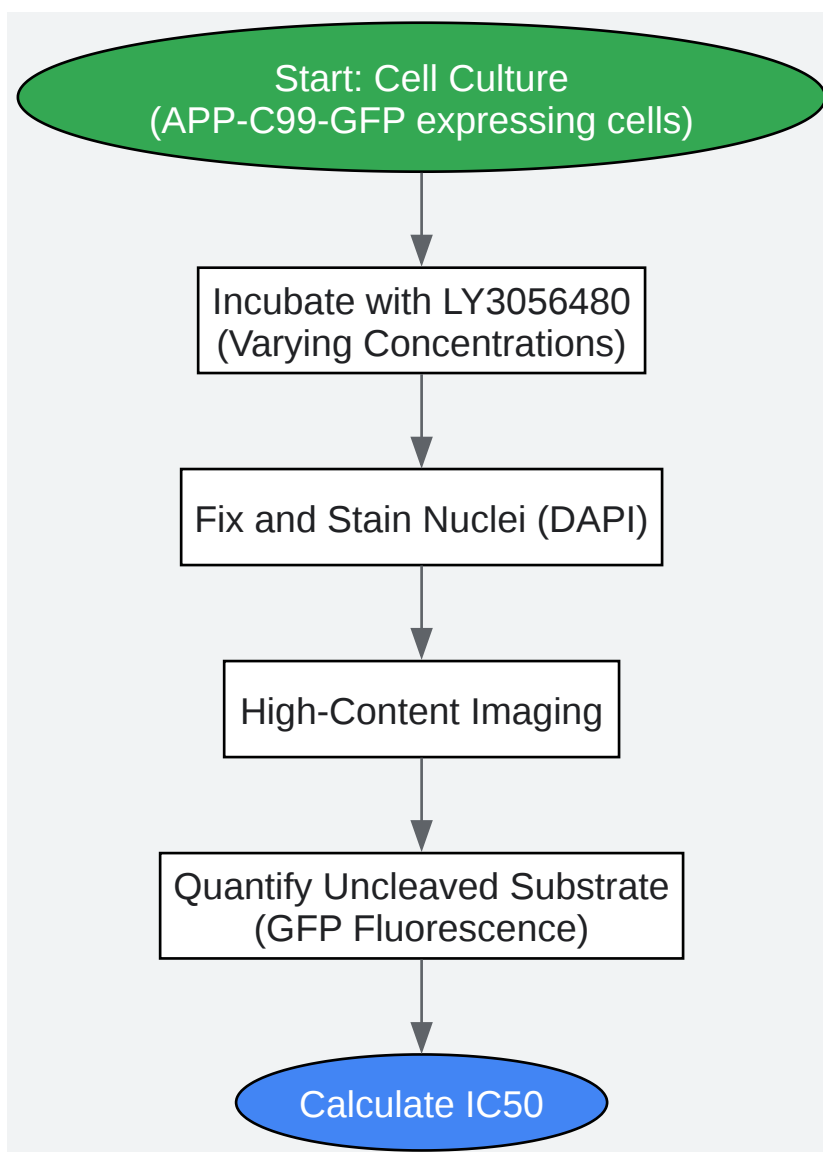 Start: Cell Culture
(APP-C99-GFP expressing cells)
Incubate with LY3056480
(Varying Concentrations)
Fix and Stain Nuclei (DAPI)
High-Content Imaging
Quantify Uncleaved Substrate
(GFP Fluorescence)
Calculate IC50